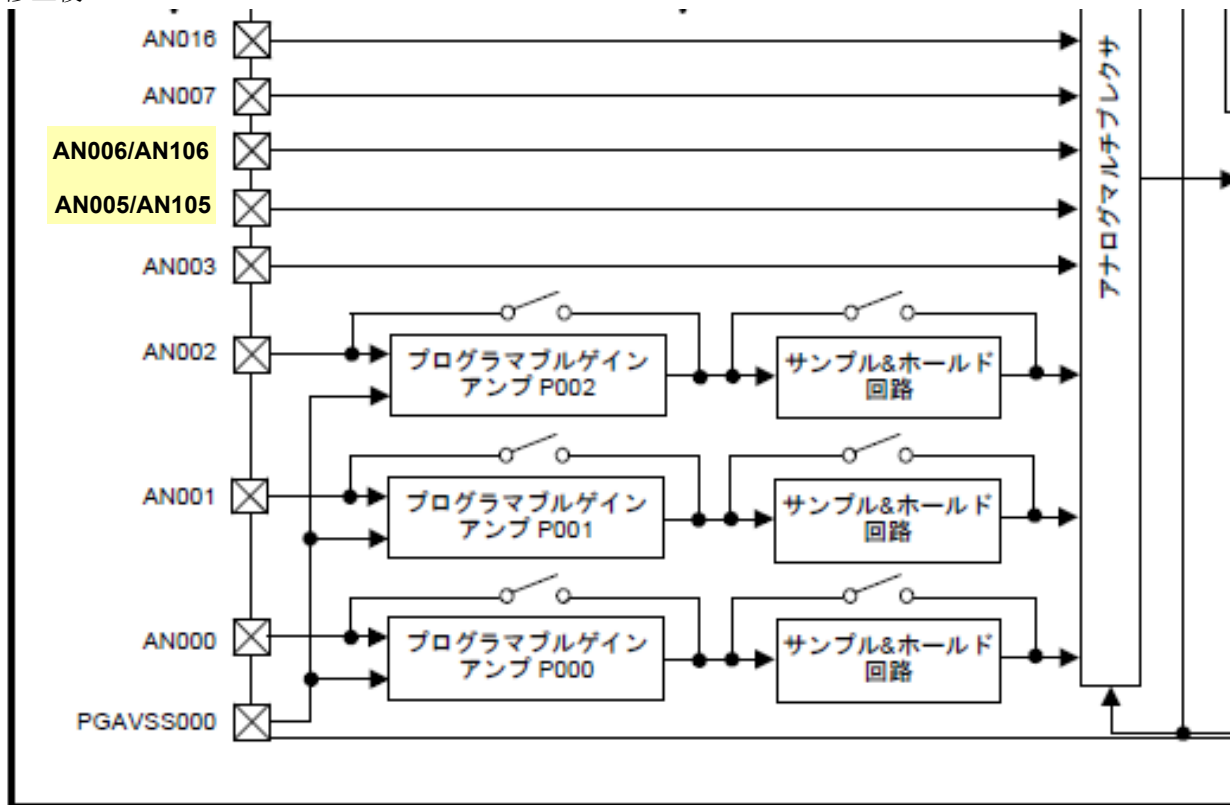 AN016
AN007
AN006/AN106
AN005/AN105
AN003
AN002
プログラマブルゲイン
アンプ P002
サンプル&ホールド
回路
AN001
プログラマブルゲイン
アンプ P001
サンプル&ホールド
回路
AN000
プログラマブルゲイン
アンプ P000
サンプル&ホールド
回路
PGAVSS000
アナログマルチプレクサ